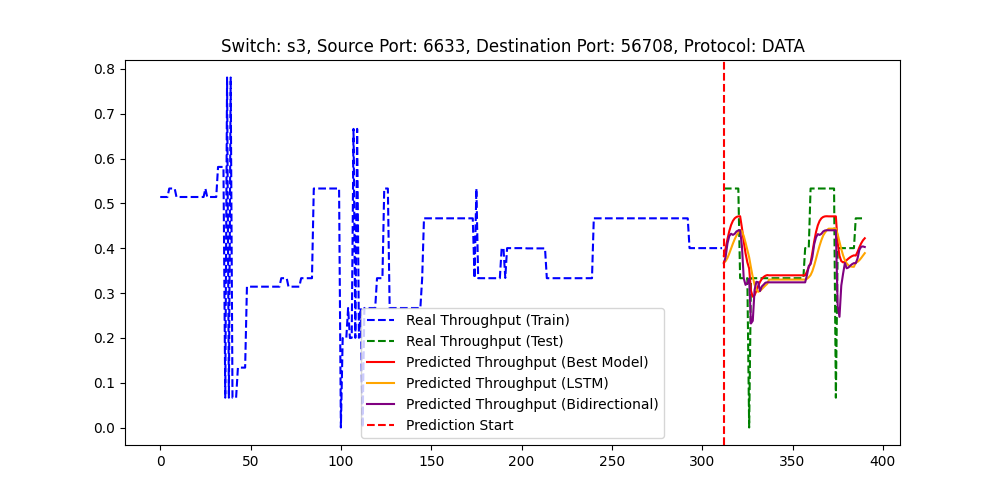 Switch: s3, Source Port: 6633, Destination Port: 56708, Protocol: DATA
0.8
0.7
0.6
0.5
0.4
0.3
0.2
0.1
0.0
Real Throughput (Train)
Real Throughput (Test)
Predicted Throughput (Best Model)
Predicted Throughput (LSTM)
Predicted Throughput (Bidirectional)
Prediction Start
0 50 100 150 200 250 300 350 400